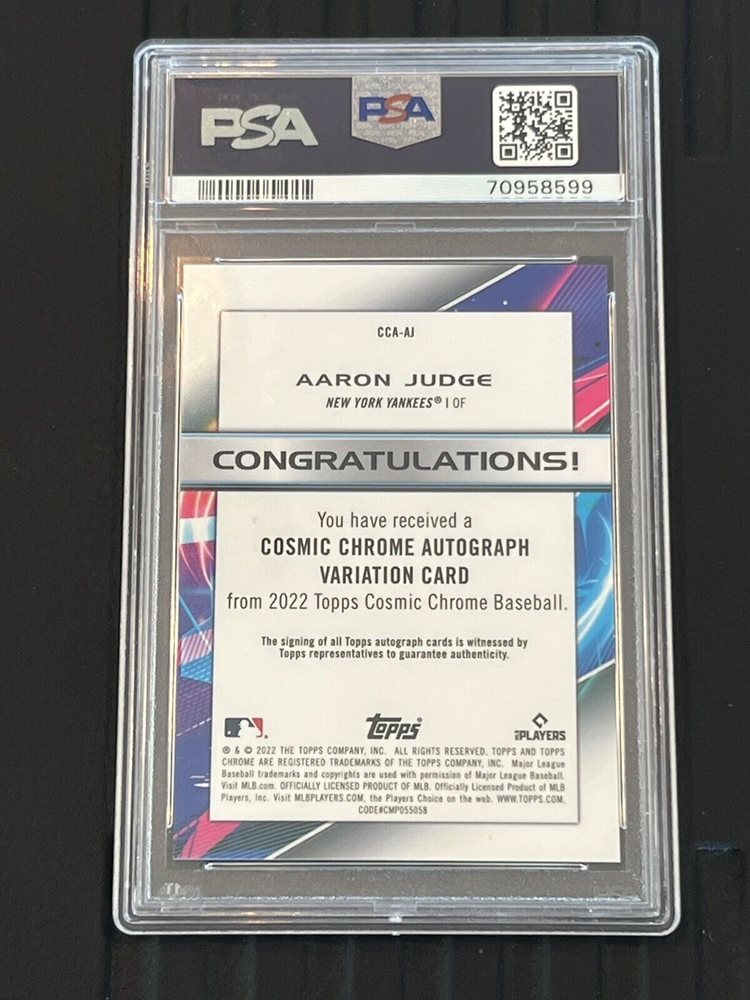 PSA
PSA
70958599
CCA-AJ
AARON JUDGE
NEW YORK YANKEES® | OF
CONGRATULATIONS!
You have received a
COSMIC CHROME AUTOGRAPH
VARIATION CARD
from 2022 Topps Cosmic Chrome Baseball.
The signing of all Topps autograph cards is witnessed by
Topps representatives to guarantee authenticity.
topps
PLAYERS
® & © 2022 THE TOPPS COMPANY, INC. ALL RIGHTS RESERVED. TOPPS AND TOPPS
CHROME ARE REGISTERED TRADEMARKS OF THE TOPPS COMPANY, INC. Major League
Baseball trademarks and copyrights are used with permission of Major League Baseball.
Visit MLB.com. OFFICIALLY LICENSED PRODUCT OF MLB. Officially Licensed Product of MLB
Players, Inc. Visit MLBPLAYERS.COM, the Players Choice on the web. WWW.TOPPS.COM.
CODE#CMP055058